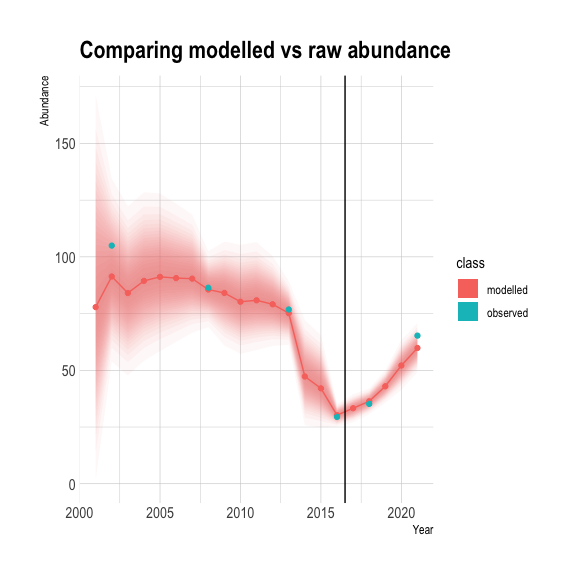 Comparing modelled vs raw abundance
Abundance
150
100
50
0
2000 2005 2010 2015 2020
Year
class
modelled
observed